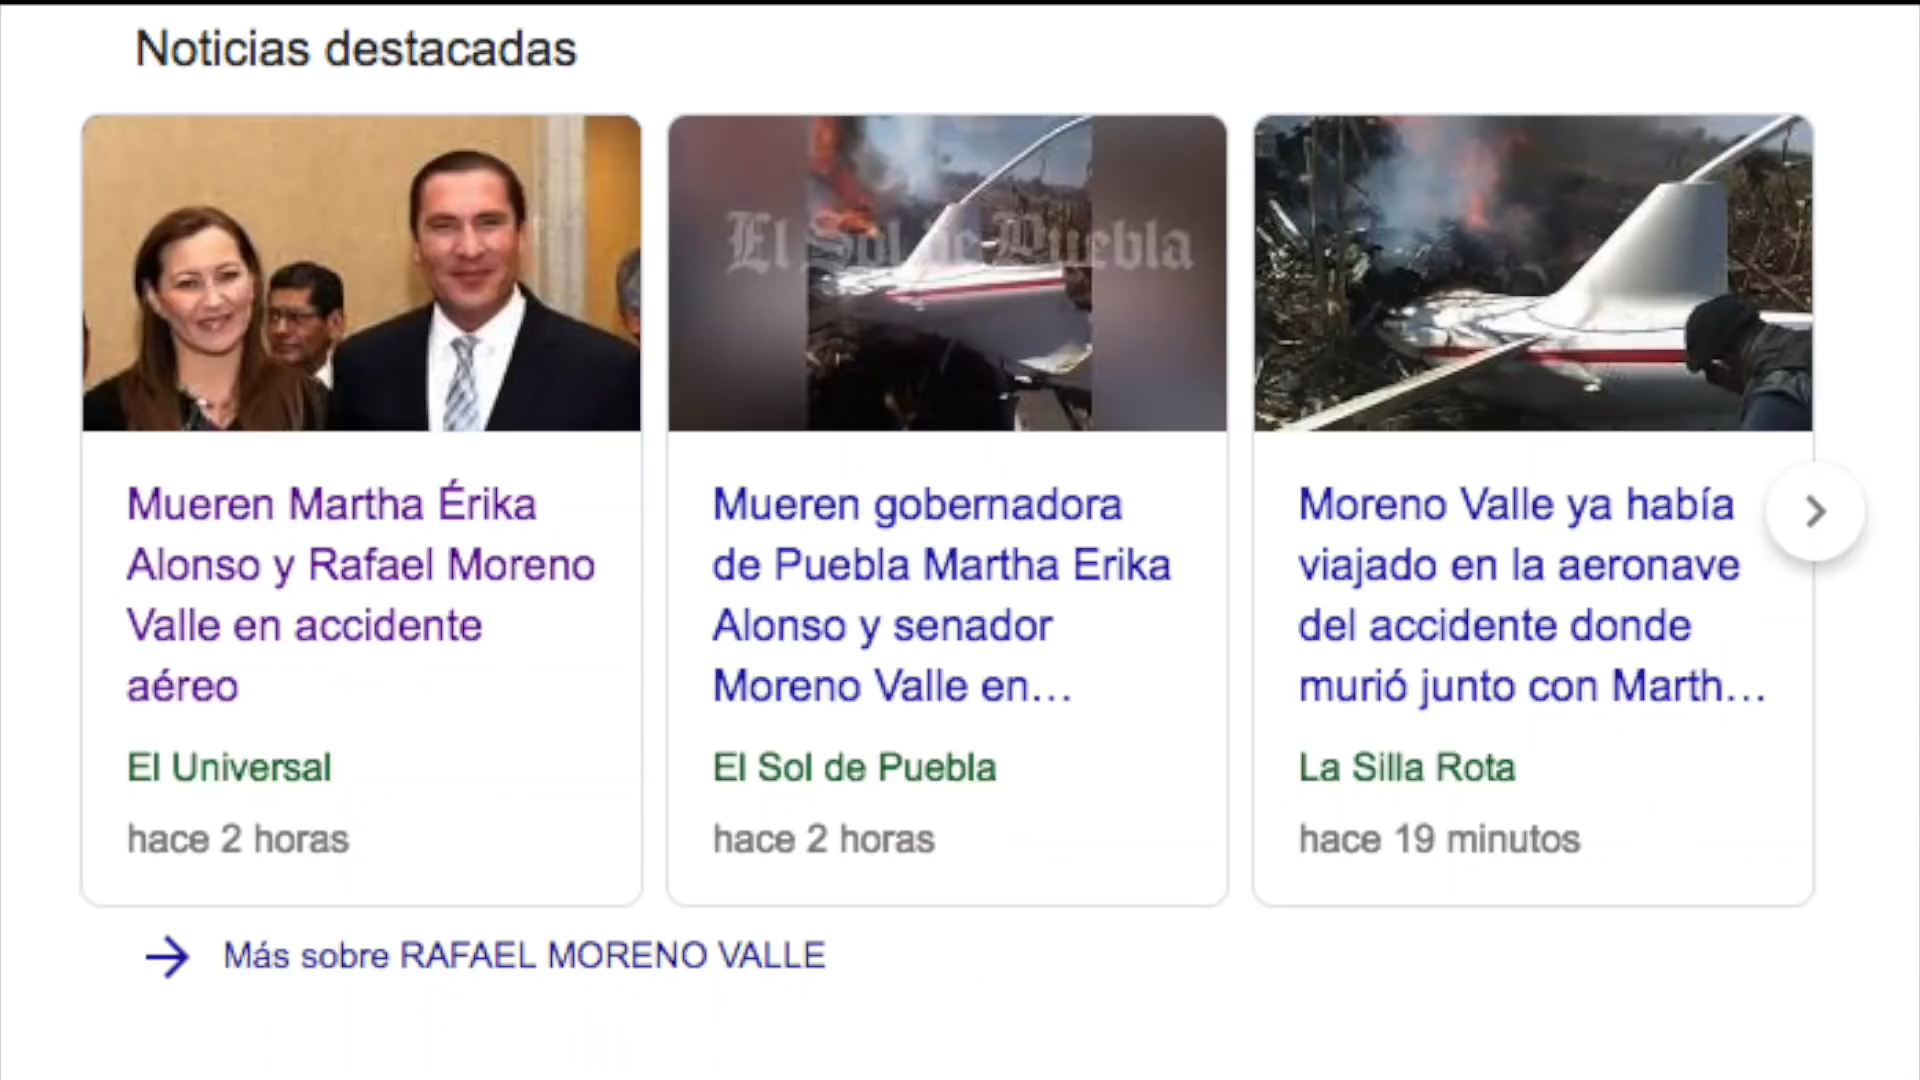 Noticias destacadas
El Sol de Puebla
Mueren Martha Érika
Alonso y Rafael Moreno
Valle en accidente
aéreo
El Universal
hace 2 horas
Mueren gobernadora
de Puebla Martha Erika
Alonso y senador
Moreno Valle en...
El Sol de Puebla
hace 2 horas
Moreno Valle ya había
viajado en la aeronave
del accidente donde
murió junto con Marth...
La Silla Rota
hace 19 minutos
Más sobre RAFAEL MORENO VALLE